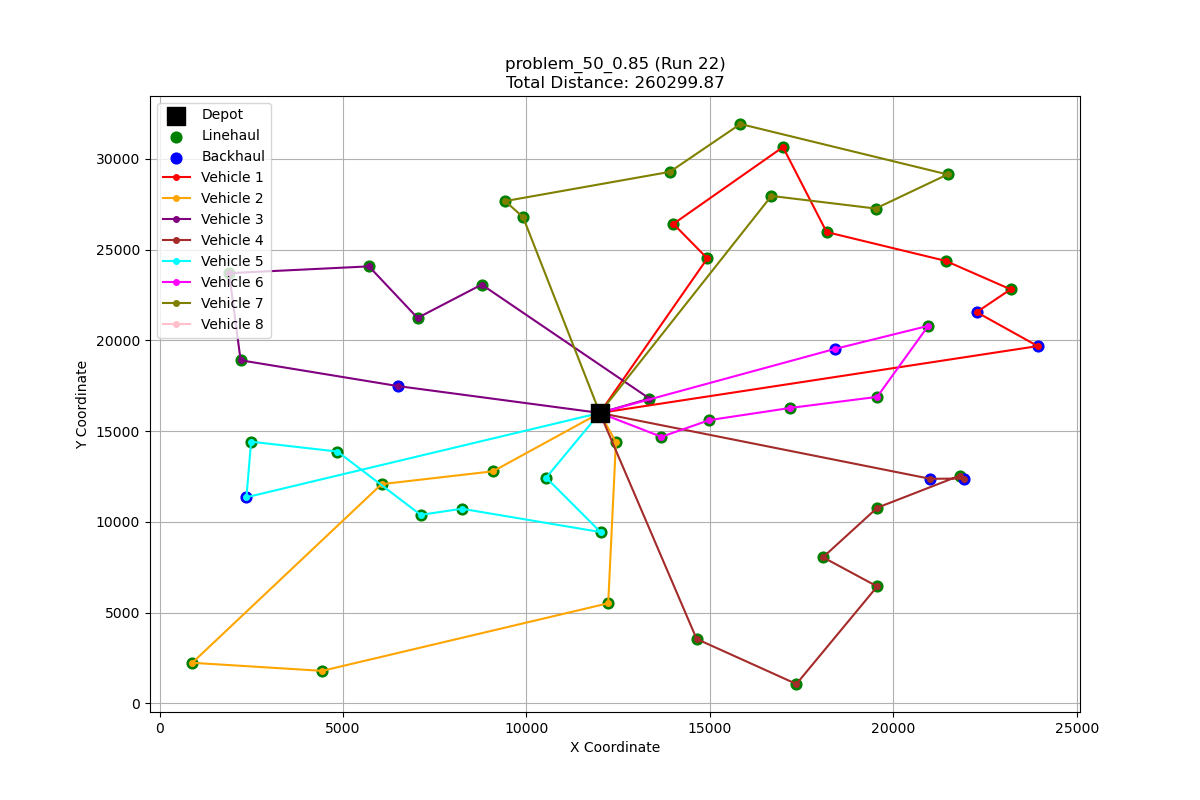 problem_50_0.85 (Run 22)
Total Distance: 260299.87
Depot
Linehaul
Backhaul
Vehicle 1
Vehicle 2
Vehicle 3
Vehicle 4
Vehicle 5
Vehicle 6
Vehicle 7
Vehicle 8
30000
25000
20000
15000
10000
5000
0
Y Coordinate
0 5000 10000 15000 20000 25000
X Coordinate